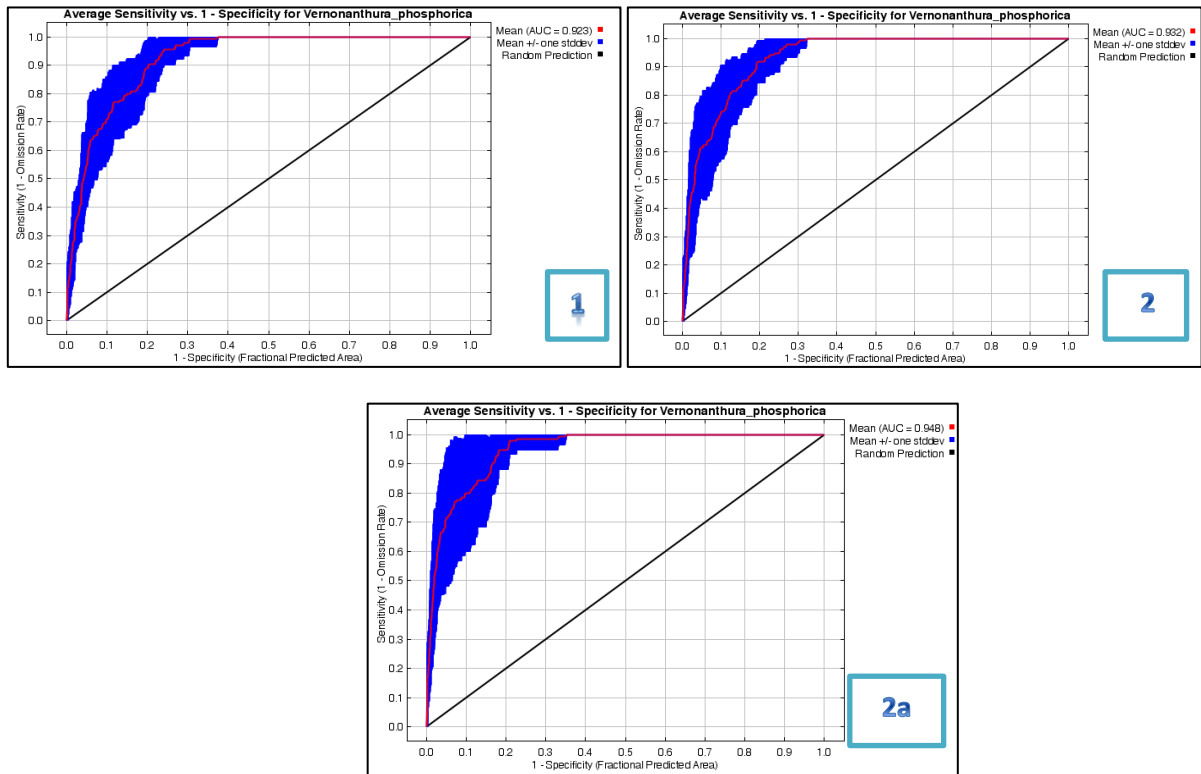 Average Sensitivity vs. 1 - Specificity for Vernonanthura_phosphorica
Mean (AUC = 0.923)
Mean +/- one stddev
Random Prediction
Sensitivity (1 - Omission Rate)
1.0
0.9
0.8
0.7
0.6
0.5
0.4
0.3
0.2
0.1
0.0
0.0 0.1 0.2 0.3 0.4 0.5 0.6 0.7 0.8 0.9 1.0
1 - Specificity (Fractional Predicted Area)
1
Average Sensitivity vs. 1 - Specificity for Vernonanthura_phosphorica
Mean (AUC = 0.932)
Mean +/- one stddev
Random Prediction
Sensitivity (1 - Omission Rate)
1.0
0.9
0.8
0.7
0.6
0.5
0.4
0.3
0.2
0.1
0.0
0.0 0.1 0.2 0.3 0.4 0.5 0.6 0.7 0.8 0.9 1.0
1 - Specificity (Fractional Predicted Area)
2
Average Sensitivity vs. 1 - Specificity for Vernonanthura_phosphorica
Mean (AUC = 0.948)
Mean +/- one stddev
Random Prediction
Sensitivity (1 - Omission Rate)
1.0
0.9
0.8
0.7
0.6
0.5
0.4
0.3
0.2
0.1
0.0
0.0 0.1 0.2 0.3 0.4 0.5 0.6 0.7 0.8 0.9 1.0
1 - Specificity (Fractional Predicted Area)
2a